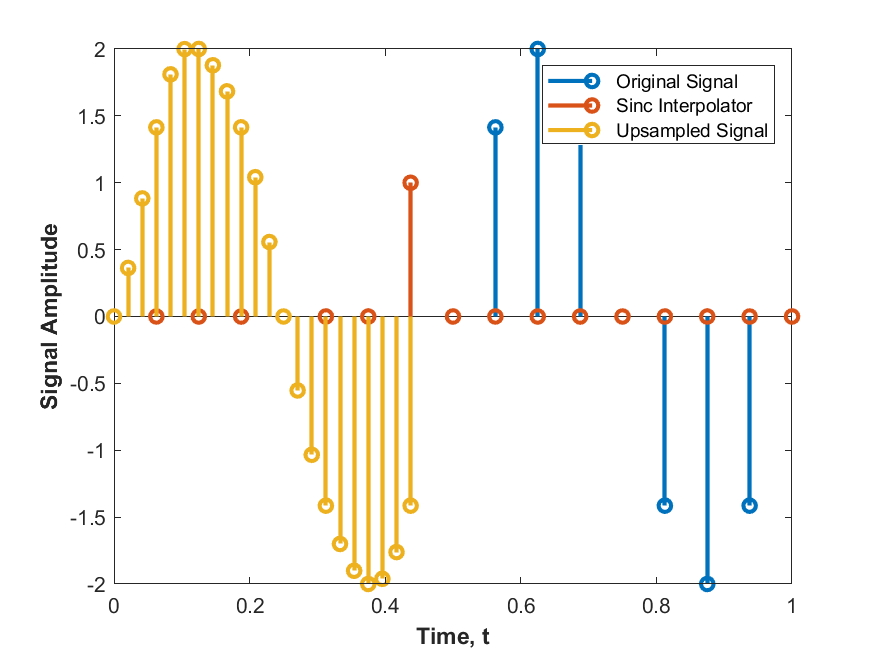 2
1.5
1
0.5
0
-0.5
-1
-1.5
-2
Signal Amplitude
Original Signal
Sinc Interpolator
Upsampled Signal
0 0.2 0.4 0.6 0.8 1
Time, t